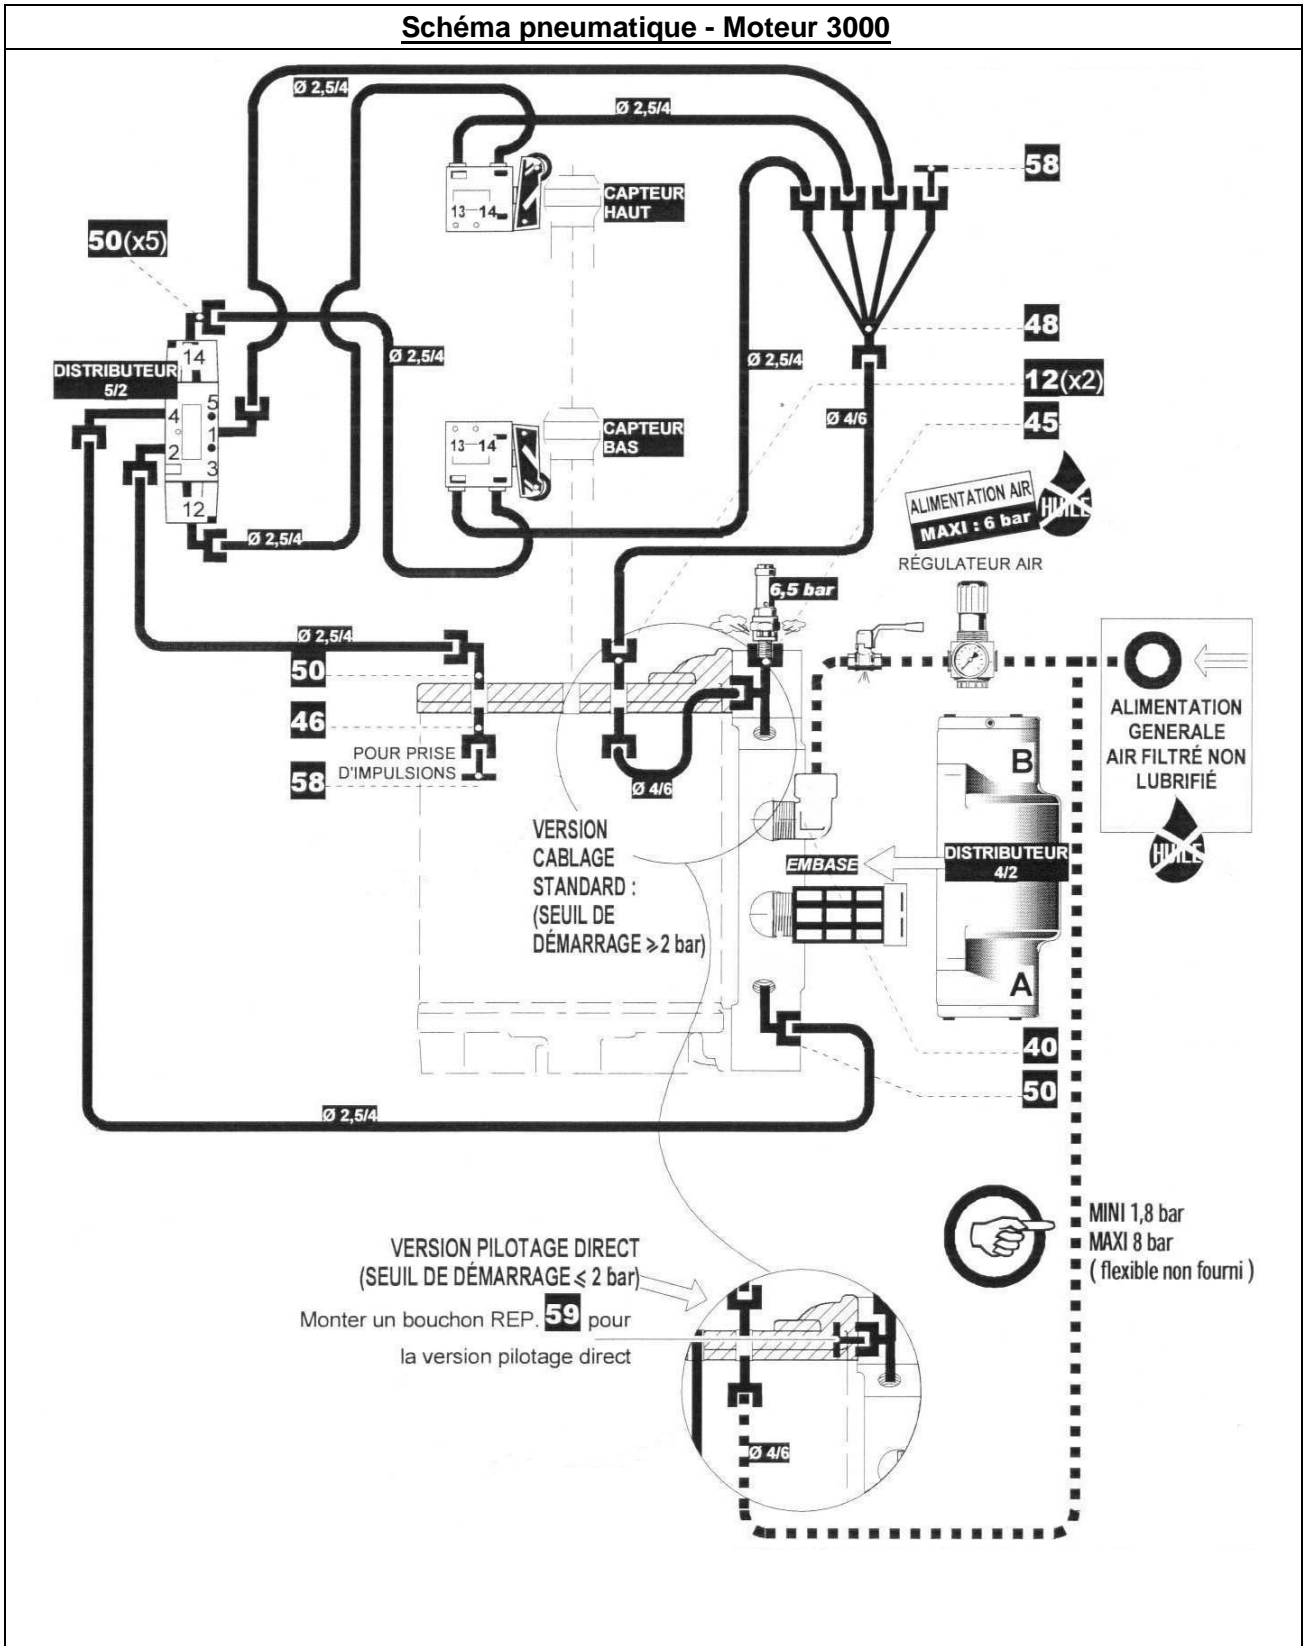 Schéma pneumatique - Moteur 3000
Ø 2,5/4
Ø 2,5/4
58
CAPTEUR
HAUT
13 14
50(x5)
48
14
Ø 2,5/4
Ø 2,5/4
DISTRIBUTEUR
5/2
12(x2)
4
5
Ø 4/6
45
1
CAPTEUR
BAS
13 14
2
3
ALIMENTATION AIR
MAXI : 6 bar
HUILE
12
Ø 2,5/4
RÉGULATEUR AIR
6,5 bar
Ø 2,5/4
50
46
POUR PRISE
D'IMPULSIONS
58
Ø 4/6
ALIMENTATION
GENERALE
AIR FILTRÉ NON
LUBRIFIÉ
HUILE
B
VERSION
CABLAGE
STANDARD :
(SEUIL DE
DÉMARRAGE ⩾ 2 bar)
EMBASE
DISTRIBUTEUR
4/2
A
40
50
Ø 2,5/4
MINI 1,8 bar
MAXI 8 bar
( flexible non fourni )
VERSION PILOTAGE DIRECT
(SEUIL DE DÉMARRAGE ⩽ 2 bar)
Monter un bouchon REP. 59 pour
la version pilotage direct
Ø 4/6